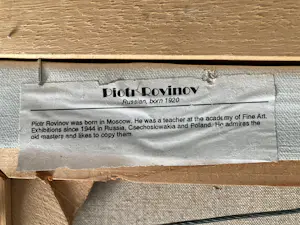 Piotr Rovinov
Russian, born 1920
Piotr Rovinov was born in Moscow. He was a teacher at the academy of Fine Art
Exhibitions since 1944 in Russia, Czechoslowakia and Poland. He admires the
old masters and likes to copy them